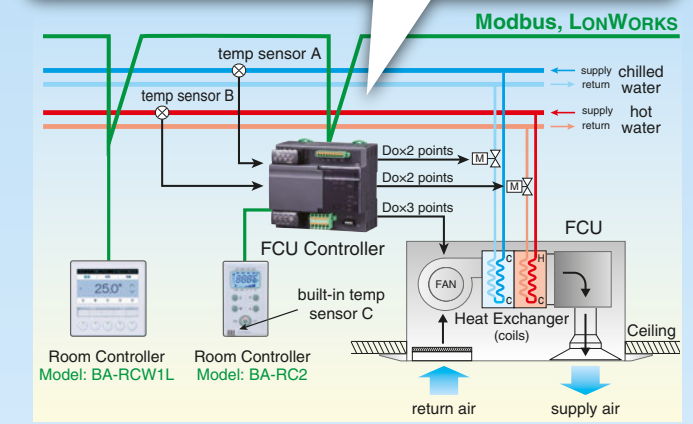 Modbus, LONWORKS
temp sensor A
supply chilled
return water
temp sensor B
supply hot
return water
Do×2 points
M
Do×2 points
M
Do×3 points
FCU Controller
FCU
C H
FAN
C C
Heat Exchanger
(coils)
25.0°
built-in temp
sensor C
Ceiling
Room Controller
Model: BA-RCW1L
Room Controller
Model: BA-RC2
return air
supply air